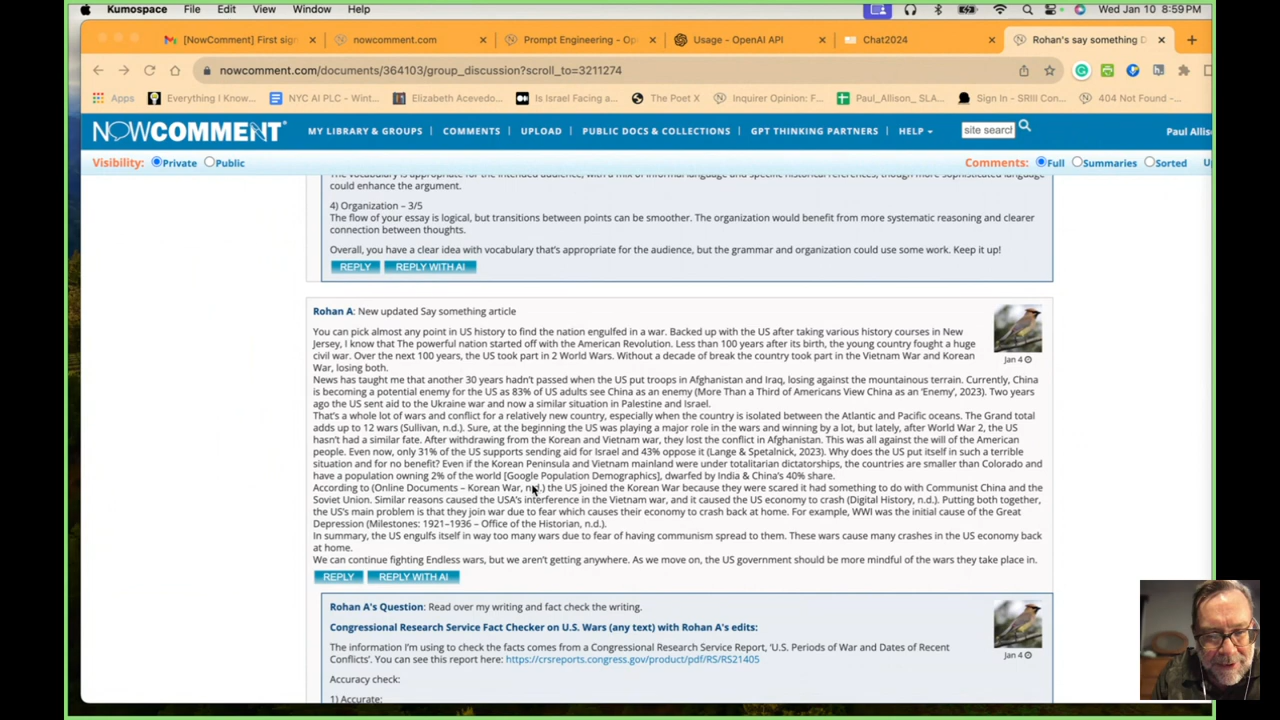 Kumospace File Edit View Window Help Wed Jan 10 8:59 PM
[NowComment] First sig nowcomment.com Prompt Engineering - Op Usage - OpenAI API Chat2024 Rohan's say something D
nowcomment.com/documents/364103/group_discussion?scroll_to=3211274
Apps Everything I Know... NYC AI PLC – Wint... Elizabeth Acevedo... Is Israel Facing a... The Poet X Inquirer Opinion: F... Paul_Allison_ SLA... Sign In - SRIII Con... 404 Not Found -...
NOWCOMMENT MY LIBRARY & GROUPS | COMMENTS | UPLOAD | PUBLIC DOCS & COLLECTIONS | GPT THINKING PARTNERS | HELP site search Paul Allis
Visibility: Private Public Comments: Full Summaries Sorted
The vocabulary is appropriate for the intended audience, with a mix of informal language and specific historical references, though more sophisticated language
could enhance the argument.
4) Organization – 3/5
The flow of your essay is logical, but transitions between points can be smoother. The organization would benefit from more systematic reasoning and clearer
connection between thoughts.
Overall, you have a clear idea with vocabulary that's appropriate for the audience, but the grammar and organization could use some work. Keep it up!
REPLY REPLY WITH AI
Rohan A: New updated Say something article
You can pick almost any point in US history to find the nation engulfed in a war. Backed up with the US after taking various history courses in New
Jersey, I know that The powerful nation started off with the American Revolution. Less than 100 years after its birth, the young country fought a huge
civil war. Over the next 100 years, the US took part in 2 World Wars. Without a decade of break the country took part in the Vietnam War and Korean
War, losing both.
Jan 4
News has taught me that another 30 years hadn't passed when the US put troops in Afghanistan and Iraq, losing against the mountainous terrain. Currently, China
is becoming a potential enemy for the US as 83% of US adults see China as an enemy (More Than a Third of Americans View China as an 'Enemy', 2023). Two years
ago the US sent aid to the Ukraine war and now a similar situation in Palestine and Israel.
That's a whole lot of wars and conflict for a relatively new country, especially when the country is isolated between the Atlantic and Pacific oceans. The Grand total
adds up to 12 wars (Sullivan, n.d.). Sure, at the beginning the US was playing a major role in the wars and winning by a lot, but lately, after World War 2, the US
hasn't had a similar fate. After withdrawing from the Korean and Vietnam war, they lost the conflict in Afghanistan. This was all against the will of the American
people. Even now, only 31% of the US supports sending aid for Israel and 43% oppose it (Lange & Spetalnick, 2023). Why does the US put itself in such a terrible
situation and for no benefit? Even if the Korean Peninsula and Vietnam mainland were under totalitarian dictatorships, the countries are smaller than Colorado and
have a population owning 2% of the world [Google Population Demographics], dwarfed by India & China's 40% share.
According to (Online Documents – Korean War, n.d.) the US joined the Korean War because they were scared it had something to do with Communist China and the
Soviet Union. Similar reasons caused the USA's interference in the Vietnam war, and it caused the US economy to crash (Digital History, n.d.). Putting both together,
the US's main problem is that they join war due to fear which causes their economy to crash back at home. For example, WWI was the initial cause of the Great
Depression (Milestones: 1921–1936 – Office of the Historian, n.d.).
In summary, the US engulfs itself in way too many wars due to fear of having communism spread to them. These wars cause many crashes in the US economy back
at home.
We can continue fighting Endless wars, but we aren't getting anywhere. As we move on, the US government should be more mindful of the wars they take place in.
REPLY REPLY WITH AI
Rohan A's Question: Read over my writing and fact check the writing.
Congressional Research Service Fact Checker on U.S. Wars (any text) with Rohan A's edits:
The information I'm using to check the facts comes from a Congressional Research Service Report, 'U.S. Periods of War and Dates of Recent
Conflicts'. You can see this report here: https://crsreports.congress.gov/product/pdf/RS/RS21405
Jan 4
Accuracy check:
1) Accurate: